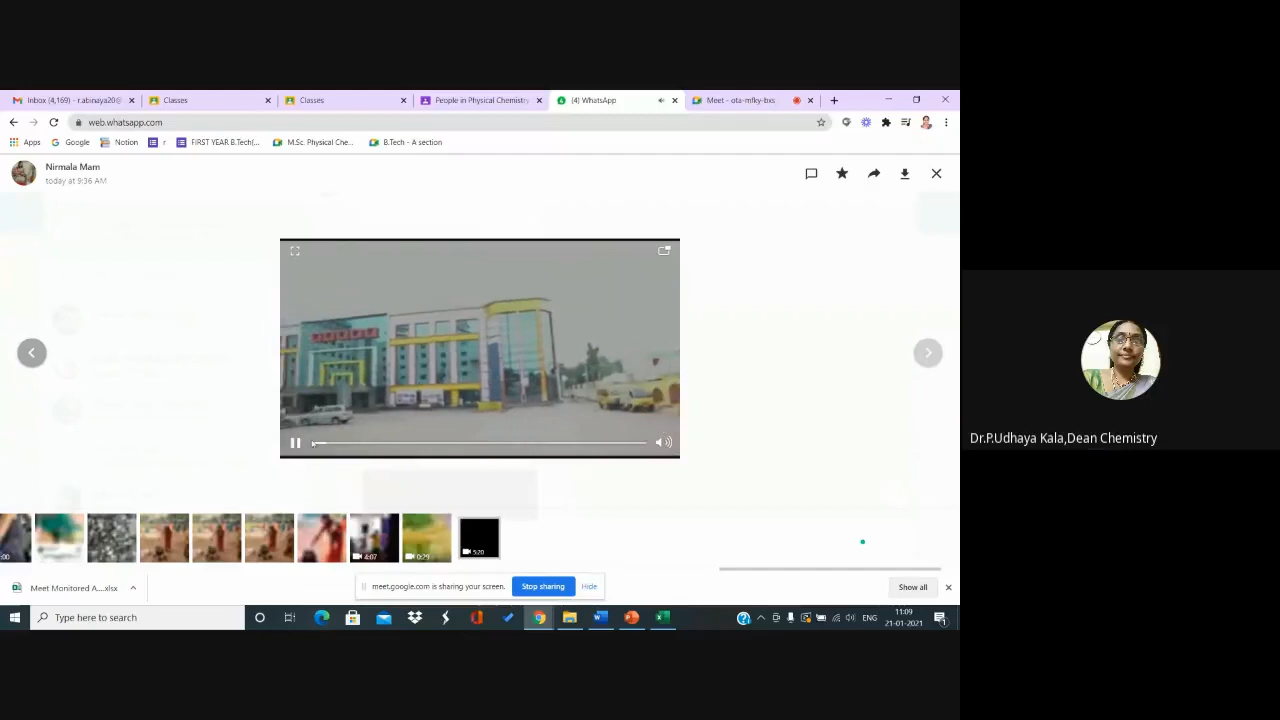 Inbox (4,169) - r.abinaya20@
Classes
Classes
People in Physical Chemistry
(4) WhatsApp
Meet - ota-mfky-bxs
web.whatsapp.com
Apps
Google
Notion
r
FIRST YEAR B.Tech(...
M.Sc. Physical Che...
B.Tech - A section
Nirmala Mam
today at 9:36 AM
Dr.P.Udhaya Kala,Dean Chemistry
:00
4:07
0:29
5:20
Meet Monitored A....xlsx
meet.google.com is sharing your screen.
Stop sharing
Hide
Show all
Type here to search
ENG
11:09
21-01-2021